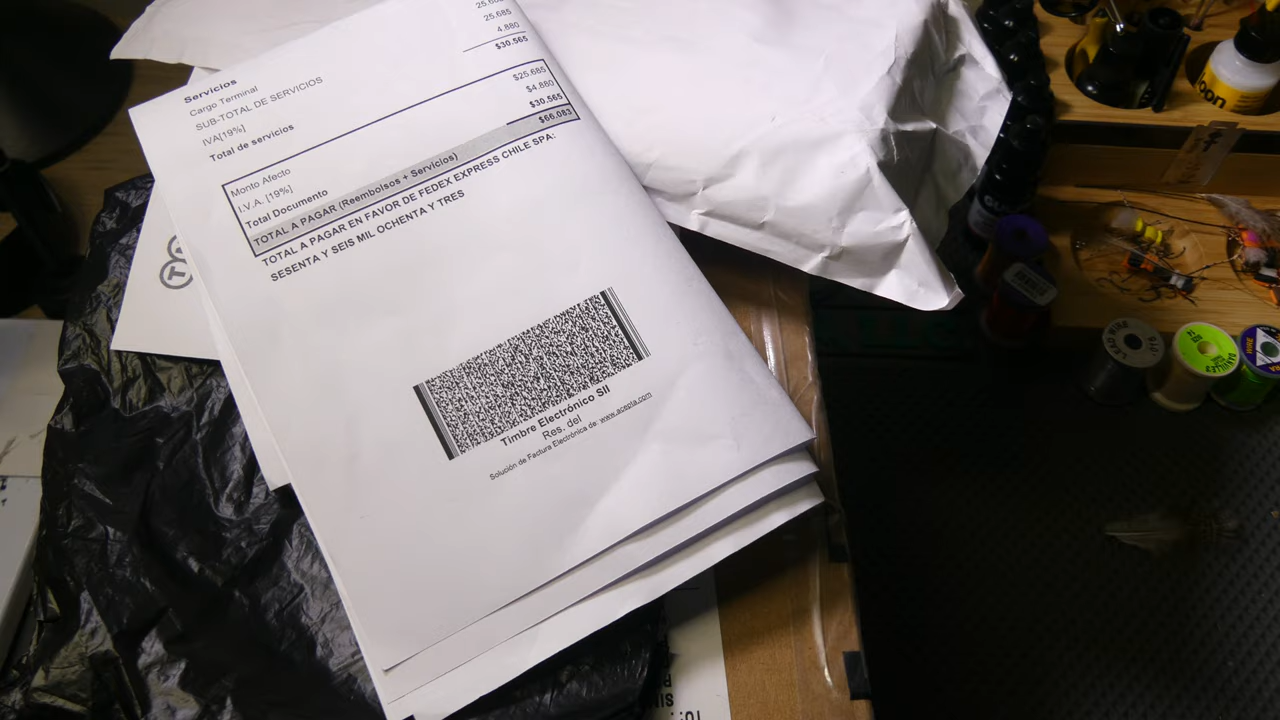 Servicios
Cargo Terminal
SUB-TOTAL DE SERVICIOS 25.685
IVA[19%] 4.880
Total de servicios $30.565
Monto Afecto $25.685
I.V.A. [19%] $4.880
Total Documento $30.565
TOTAL A PAGAR (Reembolsos + Servicios) $66.083
TOTAL A PAGAR EN FAVOR DE FEDEX EXPRESS CHILE SPA:
SESENTA Y SEIS MIL OCHENTA Y TRES
Timbre Electrónico SII
Res. del
Solución de Factura Electrónica de: www.acepta.com
LEAD WIRE
WIRE